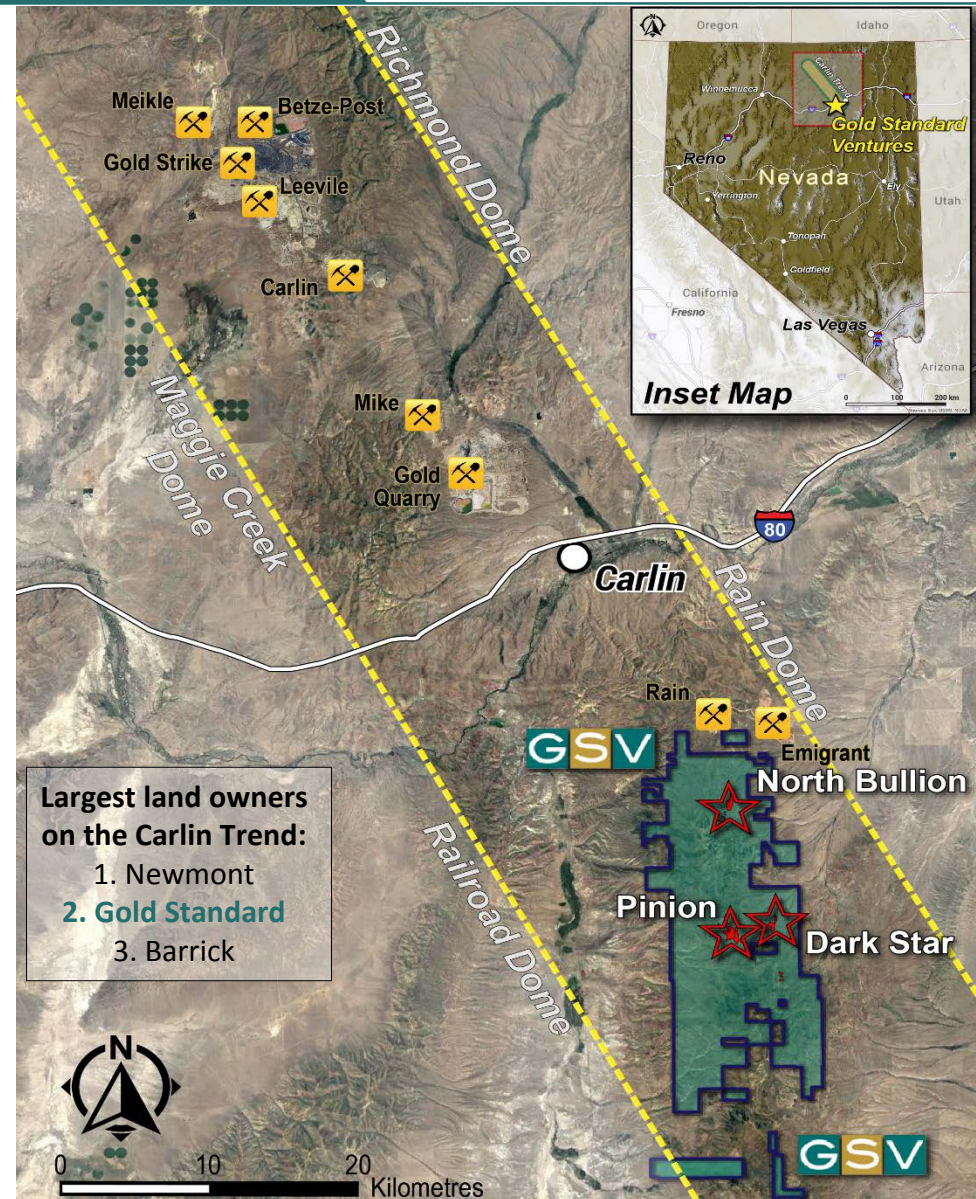 Meikle
Betze-Post
Gold Strike
Leevile
Carlin
Richmond Dome
Maggie Creek
Dome
Mike
Gold
Quarry
80
Carlin
Rain Dome
Rain
Emigrant
GSV
North Bullion
Pinion
Dark Star
Railroad Dome
GSV
Largest land owners
on the Carlin Trend:
1. Newmont
2. Gold Standard
3. Barrick
N
0 10 20
Kilometres
N
Oregon
Idaho
Carlin Trend
Winnemucca
Gold Standard
Ventures
Reno
Nevada
Yerrington
Ely
Utah
Tonopan
Goldfield
California
Fresno
Las Vegas
Arizona
Inset Map
0 100 200 km